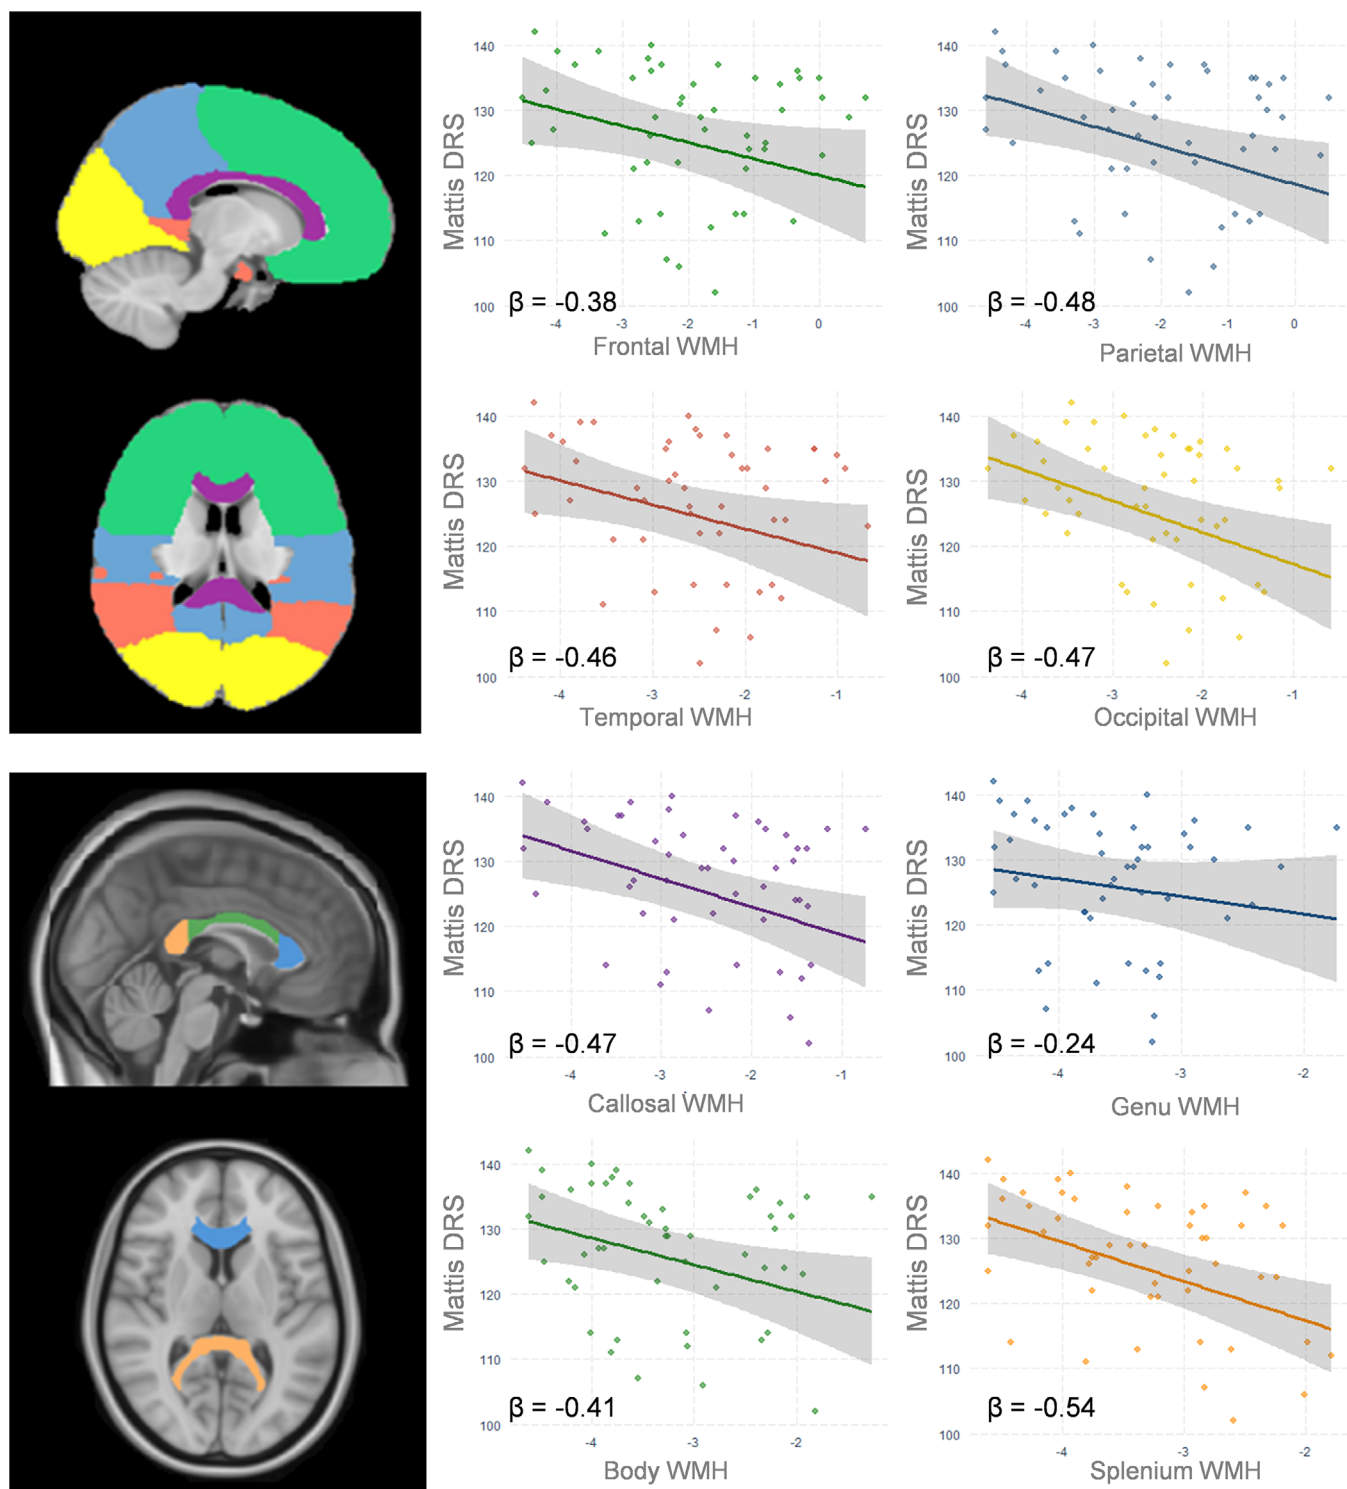 140
130
120
110
100
Mattis DRS
β = -0.38
-4 -3 -2 -1 0
Frontal WMH
140
130
120
110
100
Mattis DRS
β = -0.48
-4 -3 -2 -1 0
Parietal WMH
140
130
120
110
100
Mattis DRS
β = -0.46
-4 -3 -2 -1
Temporal WMH
140
130
120
110
100
Mattis DRS
β = -0.47
-4 -3 -2 -1
Occipital WMH
140
130
120
110
100
Mattis DRS
β = -0.47
-4 -3 -2 -1
Callosal WMH
140
130
120
110
100
Mattis DRS
β = -0.24
-4 -3 -2
Genu WMH
140
130
120
110
100
Mattis DRS
β = -0.41
-4 -3 -2
Body WMH
140
130
120
110
100
Mattis DRS
β = -0.54
-4 -3 -2
Splenium WMH